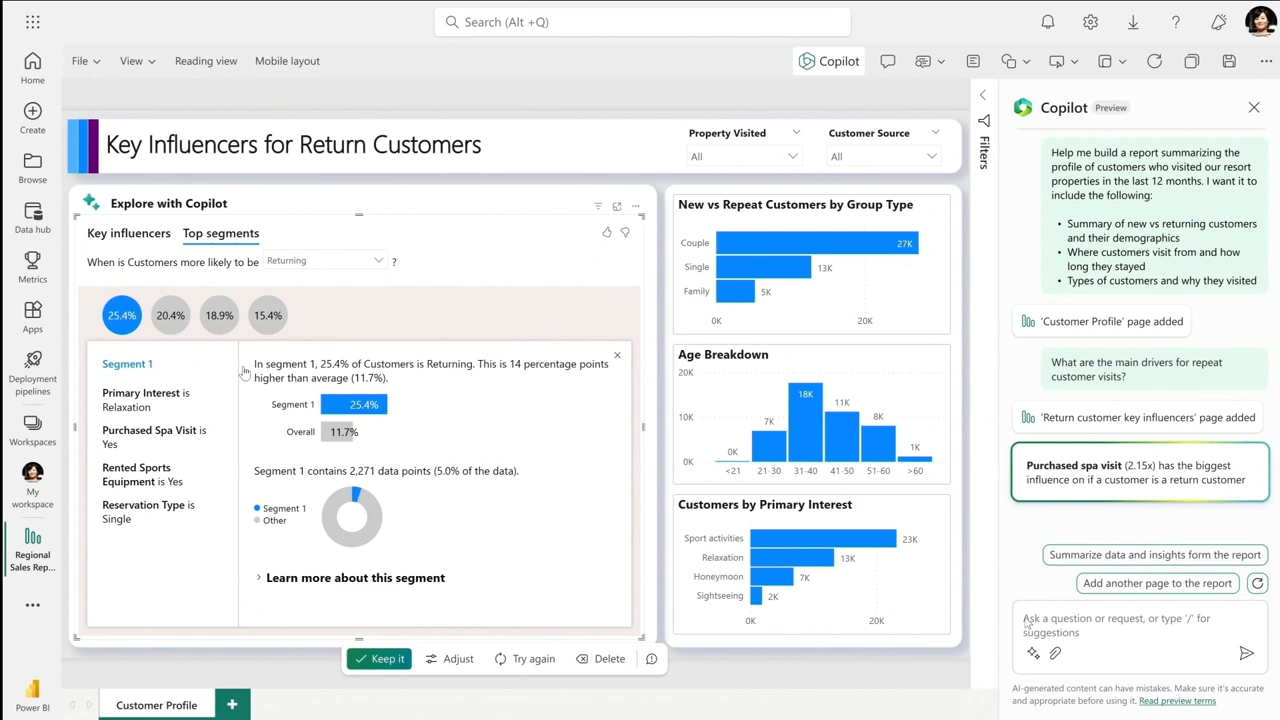 Search (Alt +Q)
Home
Create
Browse
Data hub
Metrics
Apps
Deployment
pipelines
Workspaces
My
workspace
Regional
Sales Rep...
Power BI
File
View
Reading view
Mobile layout
Copilot
Key Influencers for Return Customers
Property Visited
All
Customer Source
All
Explore with Copilot
Key influencers
Top segments
When is Customers more likely to be
Returning
?
25.4%
20.4%
18.9%
15.4%
Segment 1
Primary Interest is
Relaxation
Purchased Spa Visit is
Yes
Rented Sports
Equipment is Yes
Reservation Type is
Single
In segment 1, 25.4% of Customers is Returning. This is 14 percentage points
higher than average (11.7%).
Segment 1 25.4%
Overall 11.7%
Segment 1 contains 2,271 data points (5.0% of the data).
Segment 1
Other
Learn more about this segment
Keep it
Adjust
Try again
Delete
Customer Profile
New vs Repeat Customers by Group Type
Couple 27K
Single 13K
Family 5K
0K 20K
Age Breakdown
20K
10K
0K
0K
7K
18K
11K
8K
1K
<21 21-30 31-40 41-50 51-60 >60
Customers by Primary Interest
Sport activities 23K
Relaxation 13K
Honeymoon 7K
Sightseeing 2K
0K 20K
Filters
Copilot
Preview
Help me build a report summarizing the
profile of customers who visited our resort
properties in the last 12 months. I want it to
include the following:
• Summary of new vs returning customers
and their demographics
• Where customers visit from and how
long they stayed
• Types of customers and why they visited
'Customer Profile' page added
What are the main drivers for repeat
customer visits?
'Return customer key influencers' page added
Purchased spa visit (2.15x) has the biggest
influence on if a customer is a return customer
Summarize data and insights form the report
Add another page to the report
Ask a question or request, or type '/' for
suggestions
AI-generated content can have mistakes. Make sure it's accurate
and appropriate before using it. Read preview terms